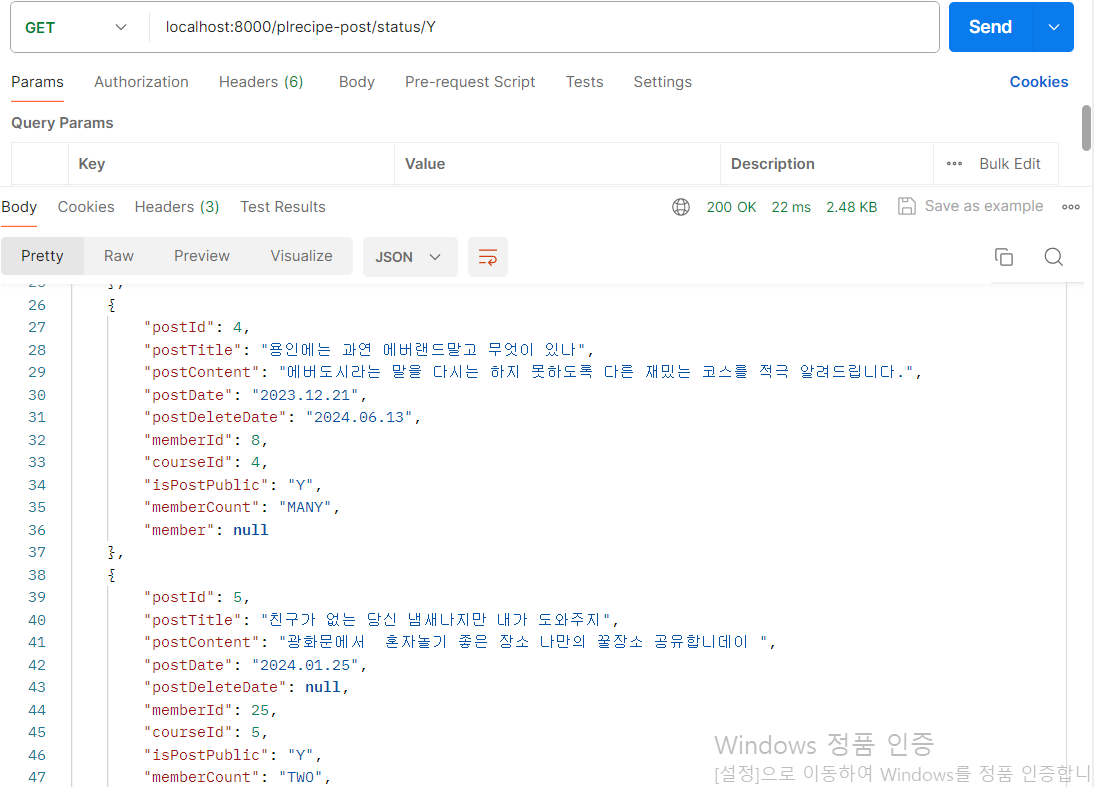 GET localhost:8000/plrecipe-post/status/Y Send
Params Authorization Headers (6) Body Pre-request Script Tests Settings Cookies
Query Params
Key Value Description Bulk Edit
Body Cookies Headers (3) Test Results 200 OK 22 ms 2.48 KB Save as example
Pretty Raw Preview Visualize JSON
25 },
26 {
27 "postId": 4,
28 "postTitle": "용인에는 과연 에버랜드말고 무엇이 있나",
29 "postContent": "에버도시라는 말을 다시는 하지 못하도록 다른 재밌는 코스를 적극 알려드립니다.",
30 "postDate": "2023.12.21",
31 "postDeleteDate": "2024.06.13",
32 "memberId": 8,
33 "courseId": 4,
34 "isPostPublic": "Y",
35 "memberCount": "MANY",
36 "member": null
37 },
38 {
39 "postId": 5,
40 "postTitle": "친구가 없는 당신 냄새나지만 내가 도와주지",
41 "postContent": "광화문에서  혼자놀기 좋은 장소 나만의 꿀장소 공유합니데이 ",
42 "postDate": "2024.01.25",
43 "postDeleteDate": null,
44 "memberId": 25,
45 "courseId": 5,
46 "isPostPublic": "Y",
47 "memberCount": "TWO",
Windows 정품 인증
[설정]으로 이동하여 Windows를 정품 인증합니